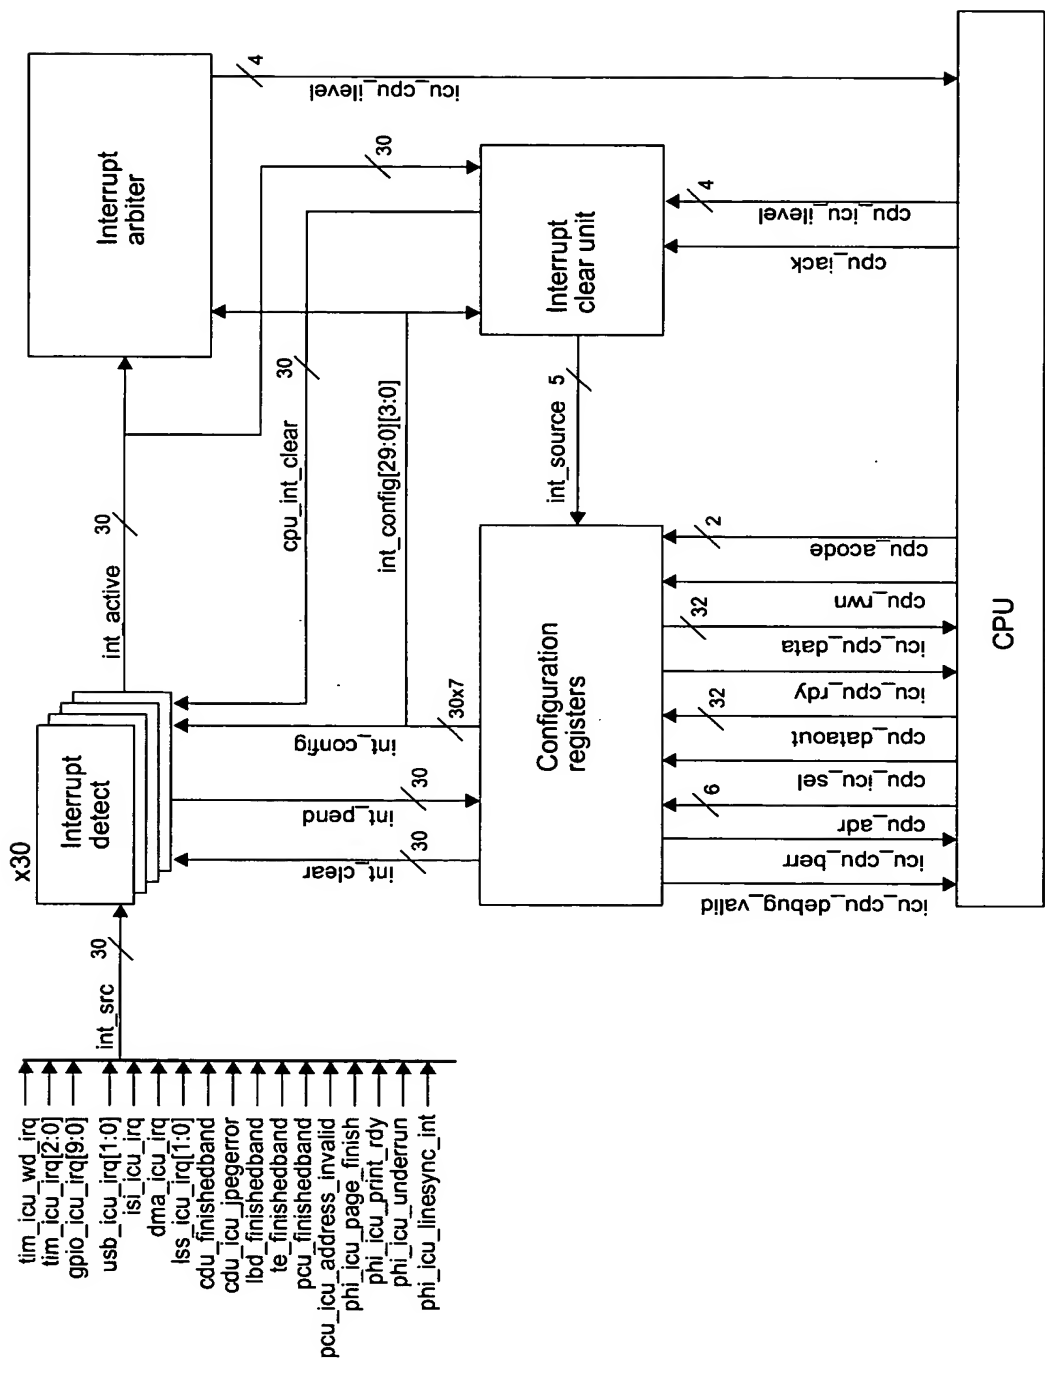 tim_icu_wd_irq
tim_icu_irq[2:0]
gpio_icu_irq[9:0]
usb_icu_irq[1:0]
isi_icu_irq
dma_icu_irq
lss_icu_irq[1:0]
cdu_finishedband
cdu_icu_jpegerror
lbd_finishedband
te_finishedband
pcu_finishedband
pcu_icu_address_invalid
phi_icu_page_finish
phi_icu_print_rdy
phi_icu_underrun
phi_icu_linesync_int
int_src
30
x30
Interrupt
detect
int_active
30
Interrupt
arbiter
4
icu_cpu_ilevel
30
cpu_int_clear
30
int_config[29:0][3:0]
int_clear
30
int_pend
30
int_config
30x7
Configuration
registers
int_source
5
Interrupt
clear unit
cpu_icu_ilevel
4
cpu_iack
icu_cpu_debug_valid
icu_cpu_berr
cpu_adr
6
cpu_icu_sel
cpu_dataout
32
icu_cpu_rdy
icu_cpu_data
32
cpu_rwn
cpu_acode
2
CPU